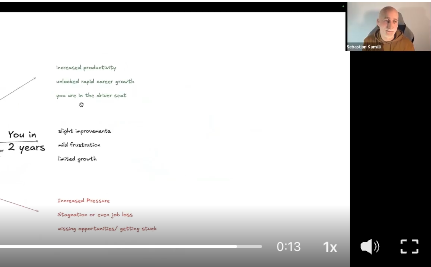 Sebastian Kamilli
increased productivity
unlocked rapid career growth
you are in the driver seat
You in
2 years
slight improvements
mild frustration
limited growth
Increased Pressure
Stagnation or even job loss
missing opportunities/ getting stuck
0:13
1x